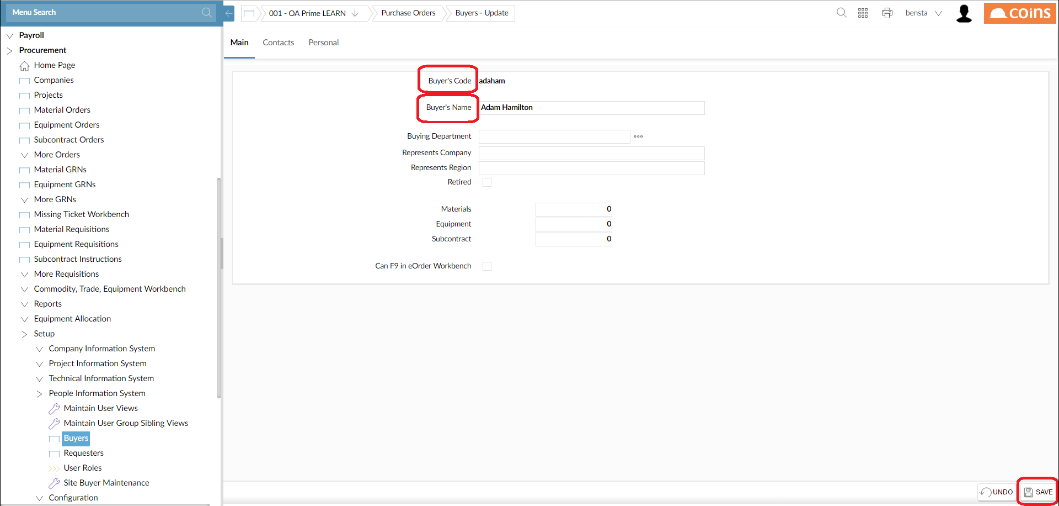 Menu Search
001 - OA Prime LEARN
Purchase Orders
Buyers - Update
bensta
COINS
Payroll
Procurement
Home Page
Companies
Projects
Material Orders
Equipment Orders
Subcontract Orders
More Orders
Material GRNs
Equipment GRNs
More GRNs
Missing Ticket Workbench
Material Requisitions
Equipment Requisitions
Subcontract Instructions
More Requisitions
Commodity, Trade, Equipment Workbench
Reports
Equipment Allocation
Setup
Company Information System
Project Information System
Technical Information System
People Information System
Maintain User Views
Maintain User Group Sibling Views
Buyers
Requesters
User Roles
Site Buyer Maintenance
Configuration
Main
Contacts
Personal
Buyer's Code adaham
Buyer's Name Adam Hamilton
Buying Department
Represents Company
Represents Region
Retired
Materials 0
Equipment 0
Subcontract 0
Can F9 in eOrder Workbench
UNDO
SAVE